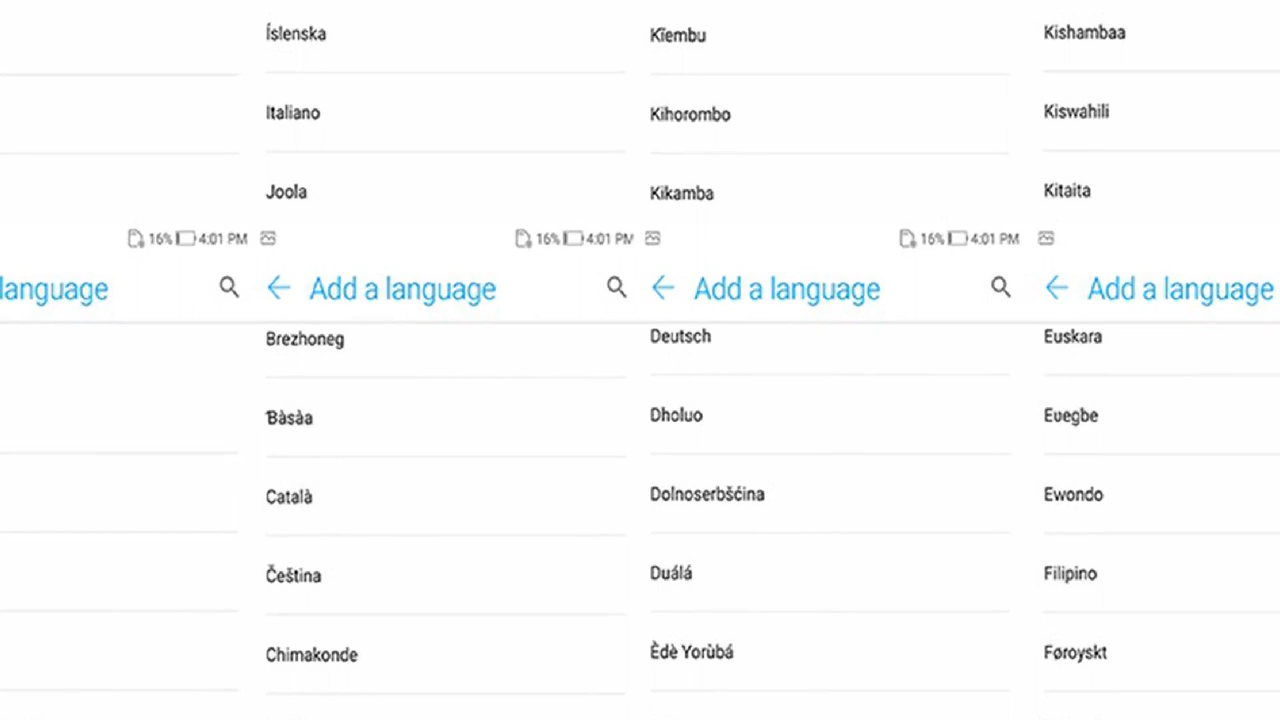 Íslenska
Italiano
Joola
Kĩembu
Kihorombo
Kikamba
Kishambaa
Kiswahili
Kitaita
16% 4:01 PM
16% 4:01 PM
16% 4:01 PM
language
Add a language
Brezhoneg
Ɓàsàa
Català
Čeština
Chimakonde
Add a language
Deutsch
Dholuo
Dolnoserbšćina
Duálá
Èdè Yorùbá
Add a language
Euskara
Eʋegbe
Ewondo
Filipino
Føroyskt